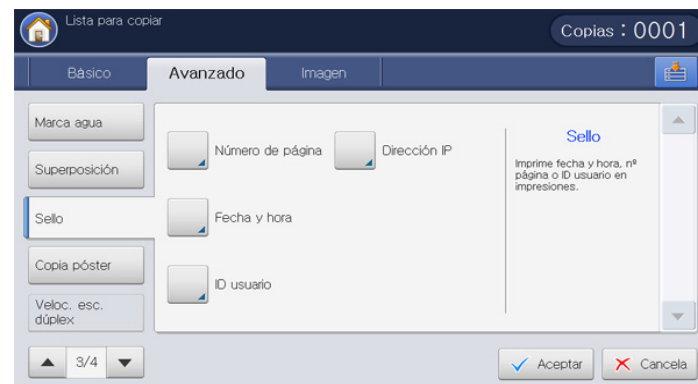 Lista para copiar
Copias : 0001
Básico
Avanzado
Imagen
Marca agua
Superposición
Sello
Copia póster
Veloc. esc.
dúplex
3/4
Número de página
Dirección IP
Fecha y hora
ID usuario
Sello
Imprime fecha y hora, nº
página o ID usuario en
impresiones.
Aceptar
Cancela